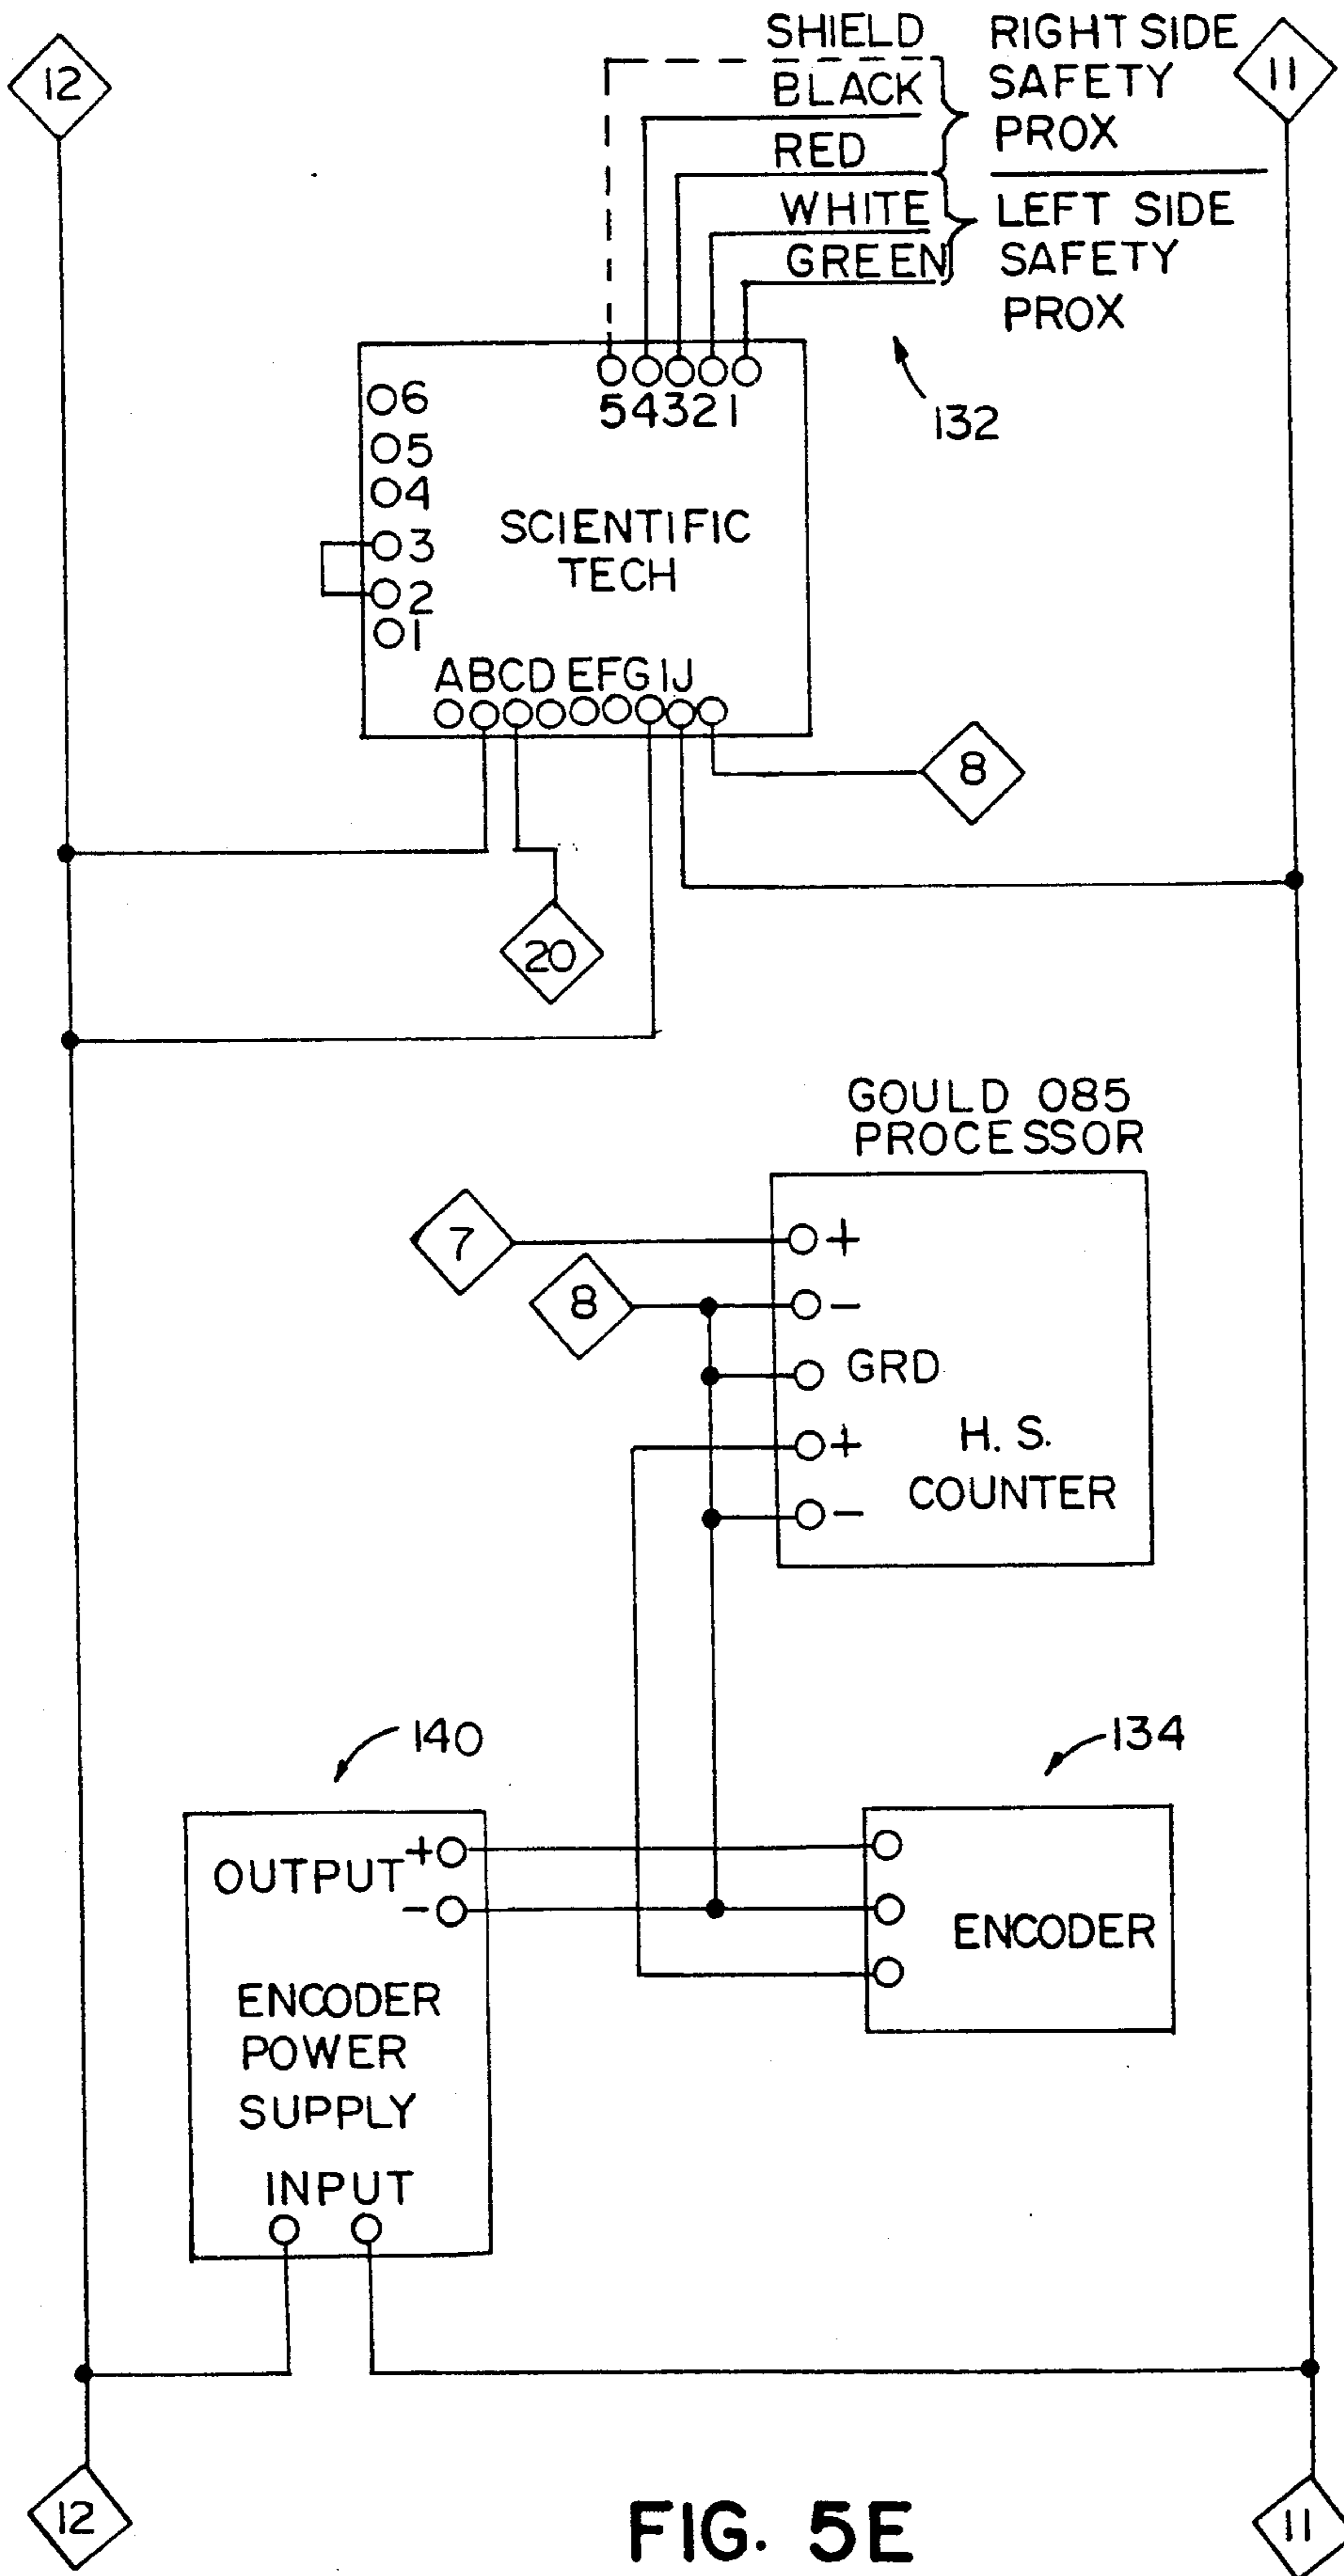 12
SHIELD
BLACK
RED
WHITE
GREEN
RIGHT SIDE
SAFETY
PROX
LEFT SIDE
SAFETY
PROX
11
132
54321
6
5
4
3
2
1
SCIENTIFIC
TECH
ABCD EFG IJ
8
20
GOULD 085
PROCESSOR
7
+
8
-
GRD
+
H. S.
COUNTER
-
140
134
OUTPUT +
-
ENCODER
POWER
SUPPLY
INPUT
ENCODER
12
11
FIG. 5E